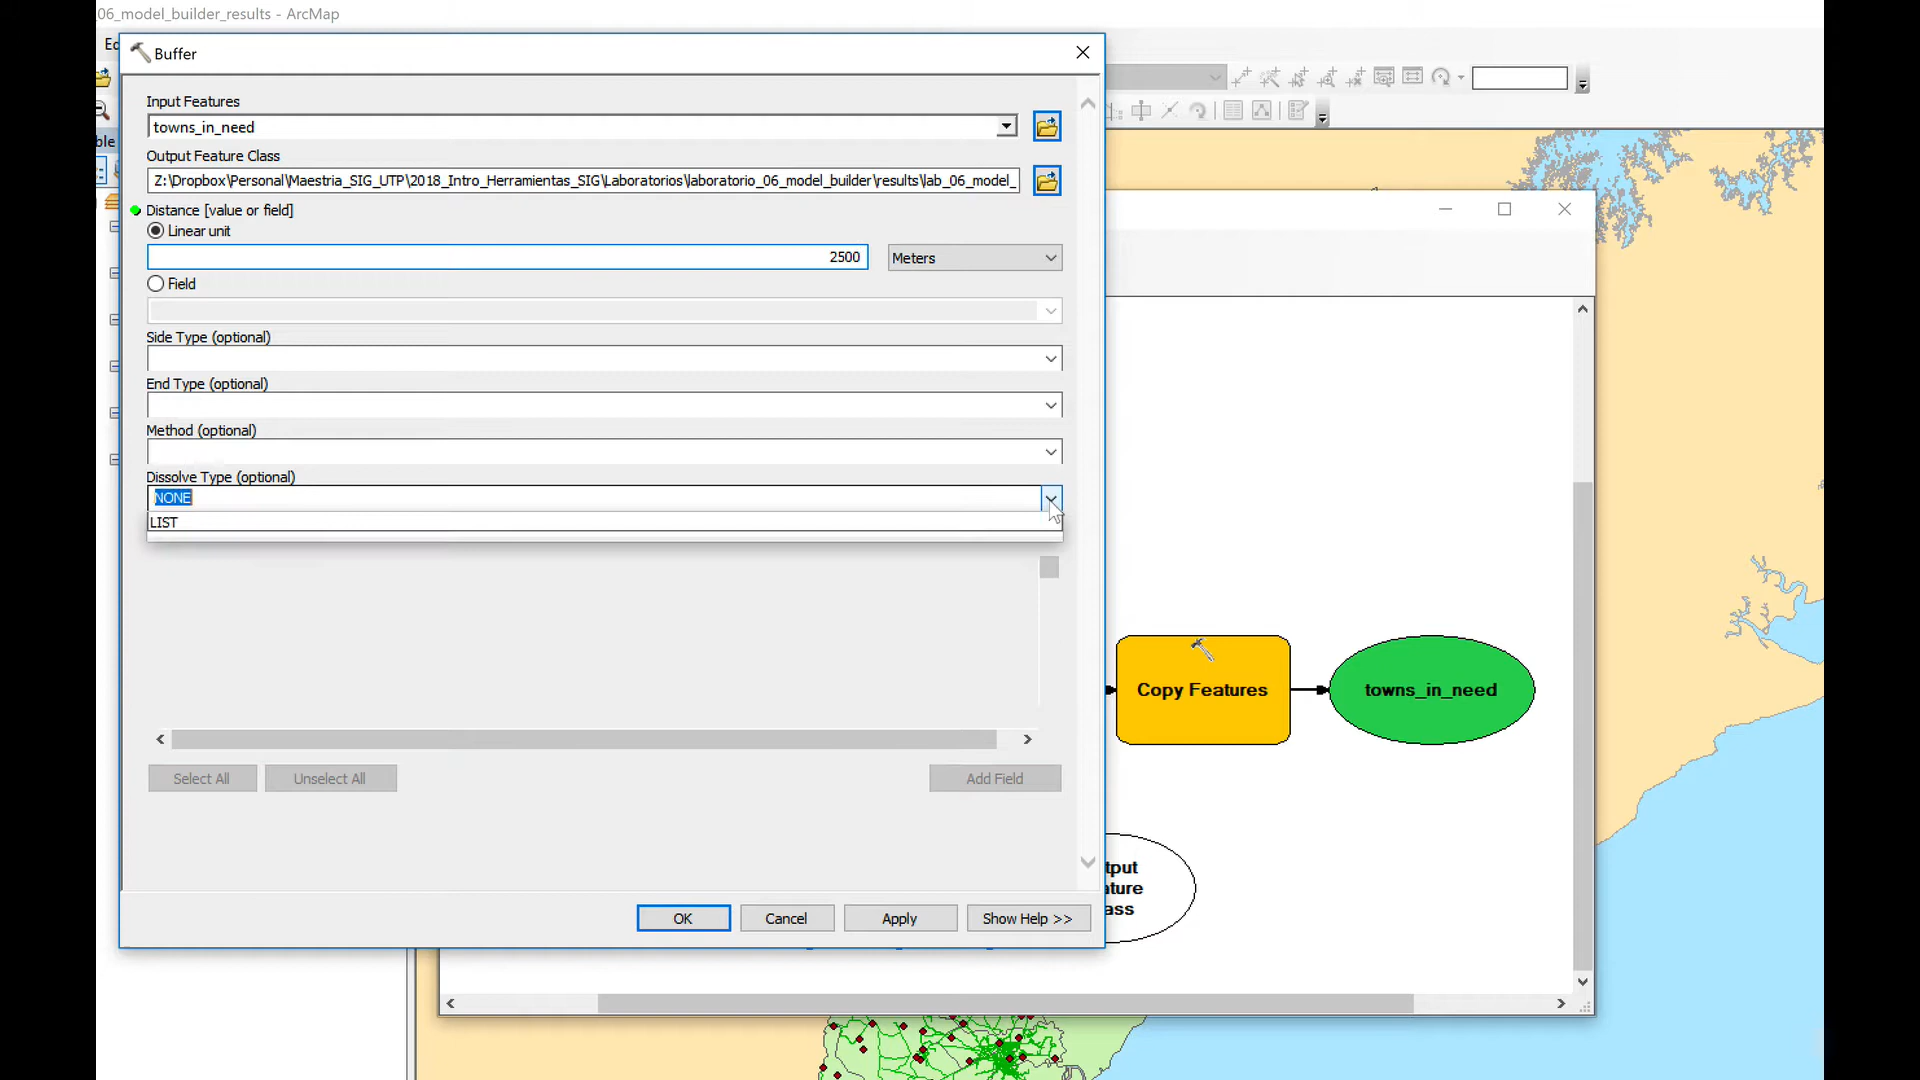 _06_model_builder_results - ArcMap
Buffer
Input Features
towns_in_need
Output Feature Class
Z:\Dropbox\Personal\Maestria_SIG_UTP\2018_Intro_Herramientas_SIG\Laboratorios\laboratorio_06_model_builder\results\lab_06_model_
Distance [value or field]
Linear unit
2500
Meters
Field
Side Type (optional)
End Type (optional)
Method (optional)
Dissolve Type (optional)
NONE
LIST
Select All
Unselect All
Add Field
OK
Cancel
Apply
Show Help >>
Copy Features
towns_in_need
tput
ature
ass